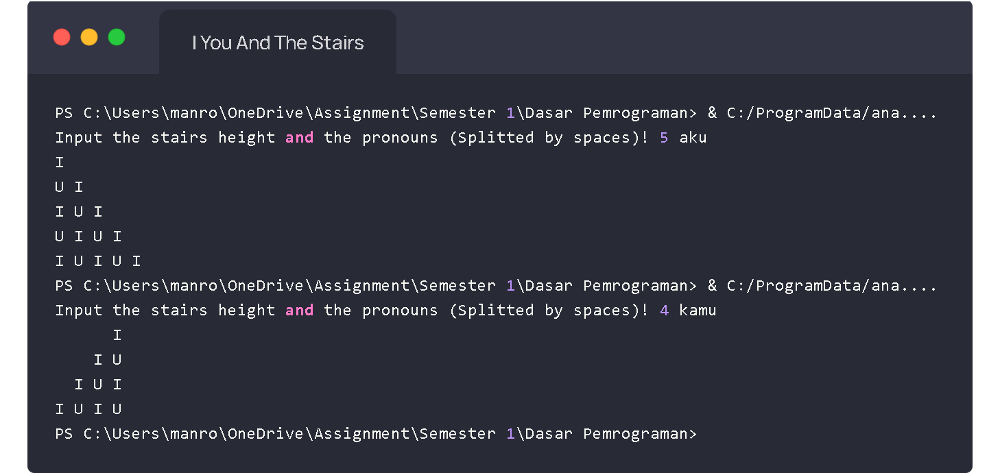 I You And The Stairs
PS C:\Users\manro\OneDrive\Assignment\Semester 1\Dasar Pemrograman> & C:/ProgramData/ana....
Input the stairs height and the pronouns (Splitted by spaces)! 5 aku
I
U I
I U I
U I U I
I U I U I
PS C:\Users\manro\OneDrive\Assignment\Semester 1\Dasar Pemrograman> & C:/ProgramData/ana....
Input the stairs height and the pronouns (Splitted by spaces)! 4 kamu
      I
    I U
  I U I
I U I U
PS C:\Users\manro\OneDrive\Assignment\Semester 1\Dasar Pemrograman>